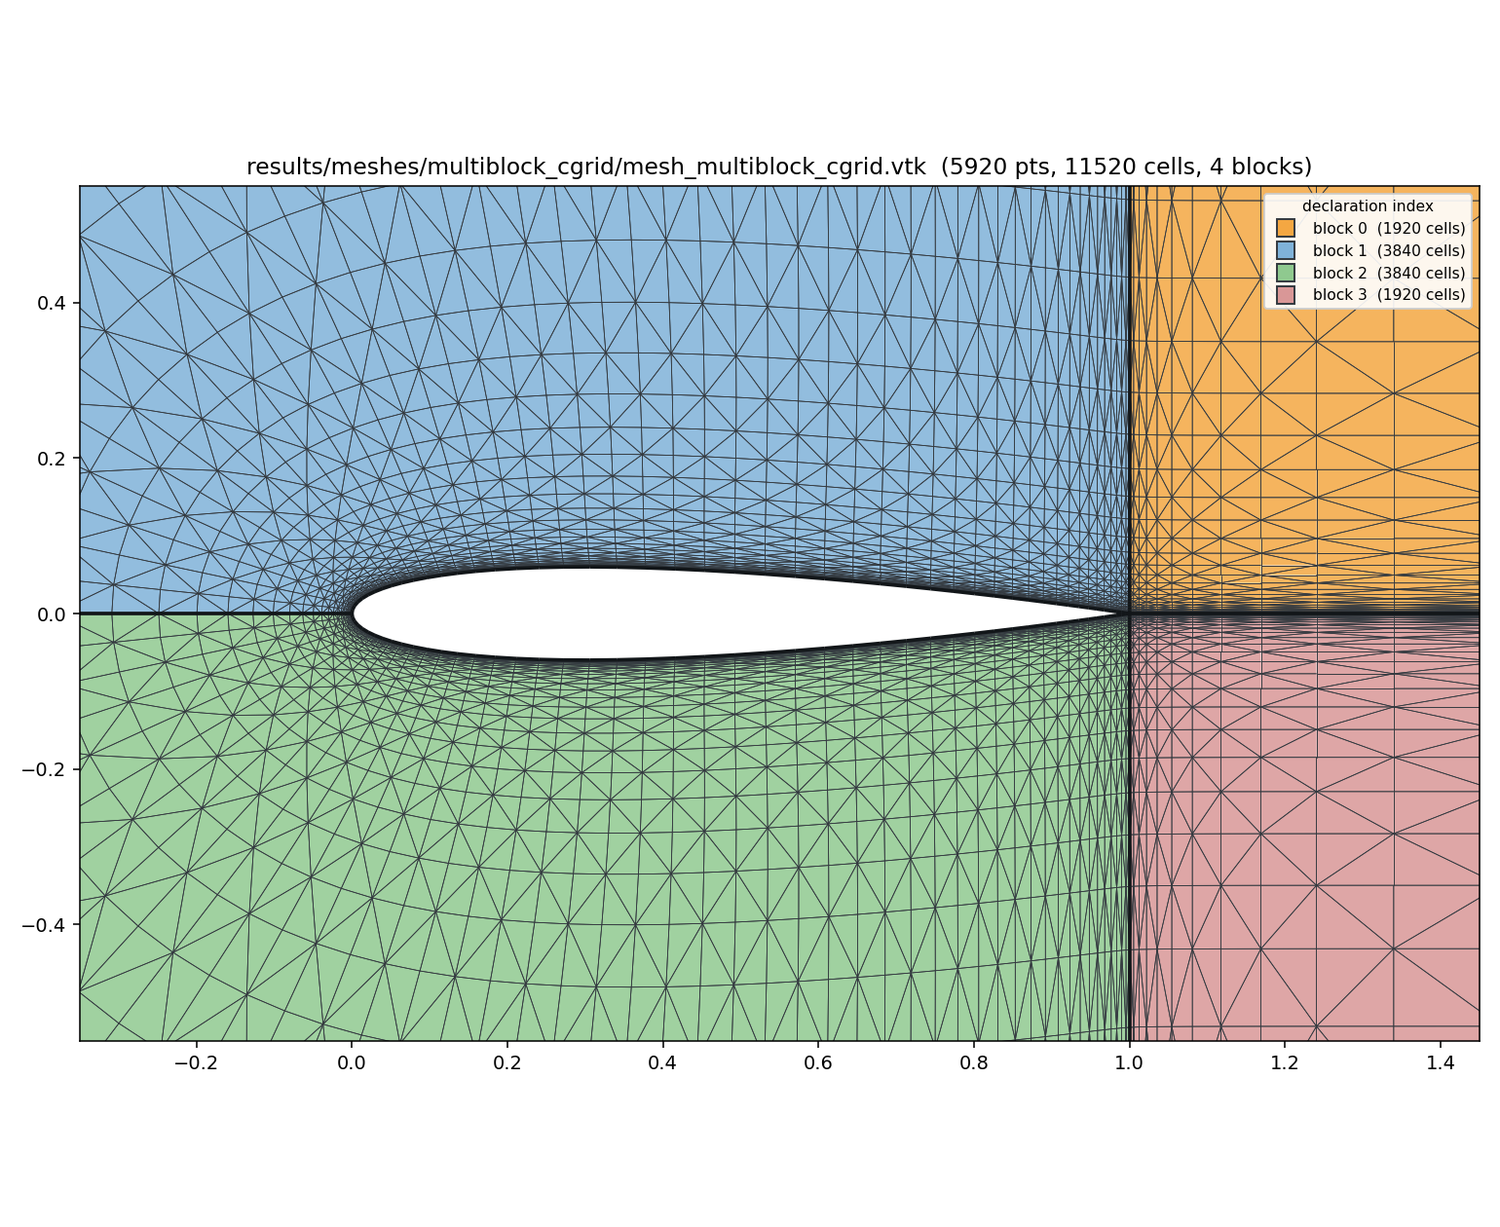 results/meshes/multiblock_cgrid/mesh_multiblock_cgrid.vtk (5920 pts, 11520 cells, 4 blocks)
declaration index
block 0 (1920 cells)
block 1 (3840 cells)
block 2 (3840 cells)
block 3 (1920 cells)
0.4
0.2
0.0
−0.2
−0.4
−0.2 0.0 0.2 0.4 0.6 0.8 1.0 1.2 1.4